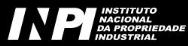 INPI
INSTITUTO
NACIONAL
DA PROPRIEDADE
INDUSTRIAL